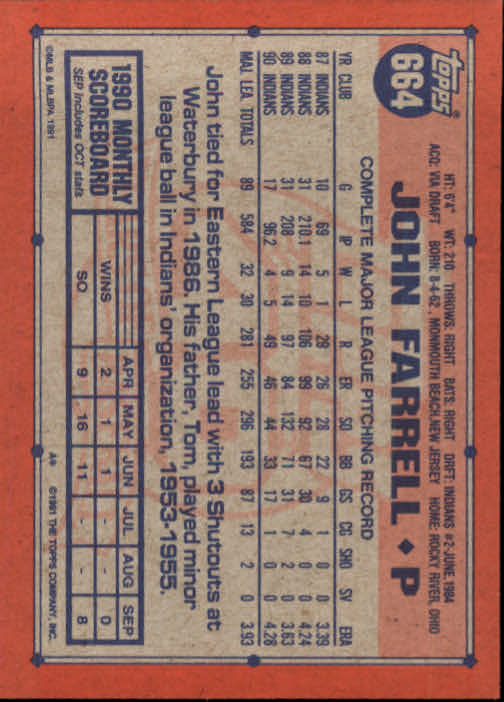 topps
664
HT: 6'4" WT: 210 THROWS: RIGHT BATS: RIGHT DRFT: INDIANS #2-JUNE, 1984
ACQ: VIA DRAFT BORN: 8-4-62, MONMOUTH BEACH, NEW JERSEY HOME: ROCKY RIVER, OHIO
JOHN FARRELL ♦ P
COMPLETE MAJOR LEAGUE PITCHING RECORD
YR CLUB G IP W L R ER SO BB GS CG SHO SV ERA
87 INDIANS 10 69 5 1 28 26 28 22 9 1 0 0 3.39
88 INDIANS 31 210.1 14 10 106 99 92 67 30 4 0 0 4.24
89 INDIANS 31 208 9 14 97 84 132 71 31 7 2 0 3.63
90 INDIANS 17 96.2 4 5 49 46 44 33 17 1 0 0 4.28
MAJ. LEA. TOTALS 89 584 32 30 281 255 296 193 87 13 2 0 3.93
John tied for Eastern League lead with 3 Shutouts at
Waterbury in 1986. His father, Tom, played minor
league ball in Indians' organization, 1953-1955.
1990 MONTHLY
SCOREBOARD
SEP includes OCT stats
APR MAY JUN JUL AUG SEP
WINS 2 1 1 - - 0
SO 9 16 11 - - 8
©MLB & MLBPA 1991
A* ©1991 THE TOPPS COMPANY, INC.